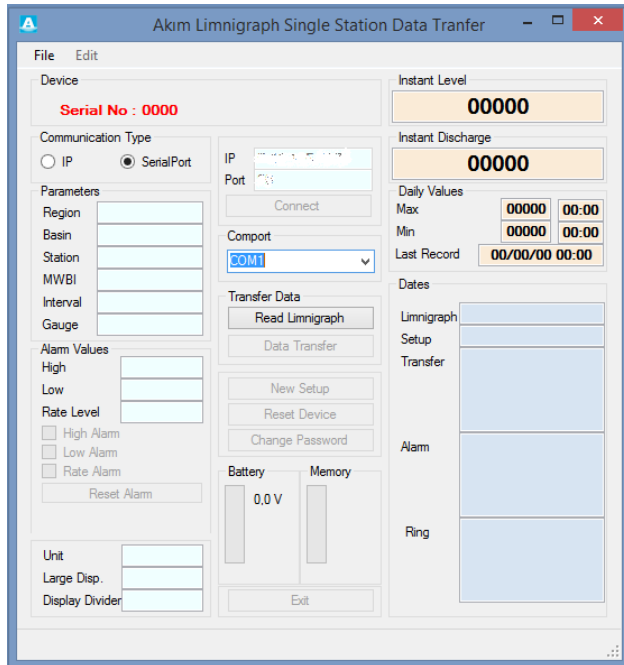 Akım Limnigraph Single Station Data Tranfer
File Edit
Device
Serial No : 0000
Communication Type
IP SerialPort
Parameters
Region
Basin
Station
MWBI
Interval
Gauge
Alarm Values
High
Low
Rate Level
High Alarm
Low Alarm
Rate Alarm
Reset Alarm
Unit
Large Disp.
Display Divider
IP
Port
Connect
Comport
COM1
Transfer Data
Read Limnigraph
Data Transfer
New Setup
Reset Device
Change Password
Battery Memory
0,0 V
Exit
Instant Level
00000
Instant Discharge
00000
Daily Values
Max 00000 00:00
Min 00000 00:00
Last Record 00/00/00 00:00
Dates
Limnigraph
Setup
Transfer
Alarm
Ring